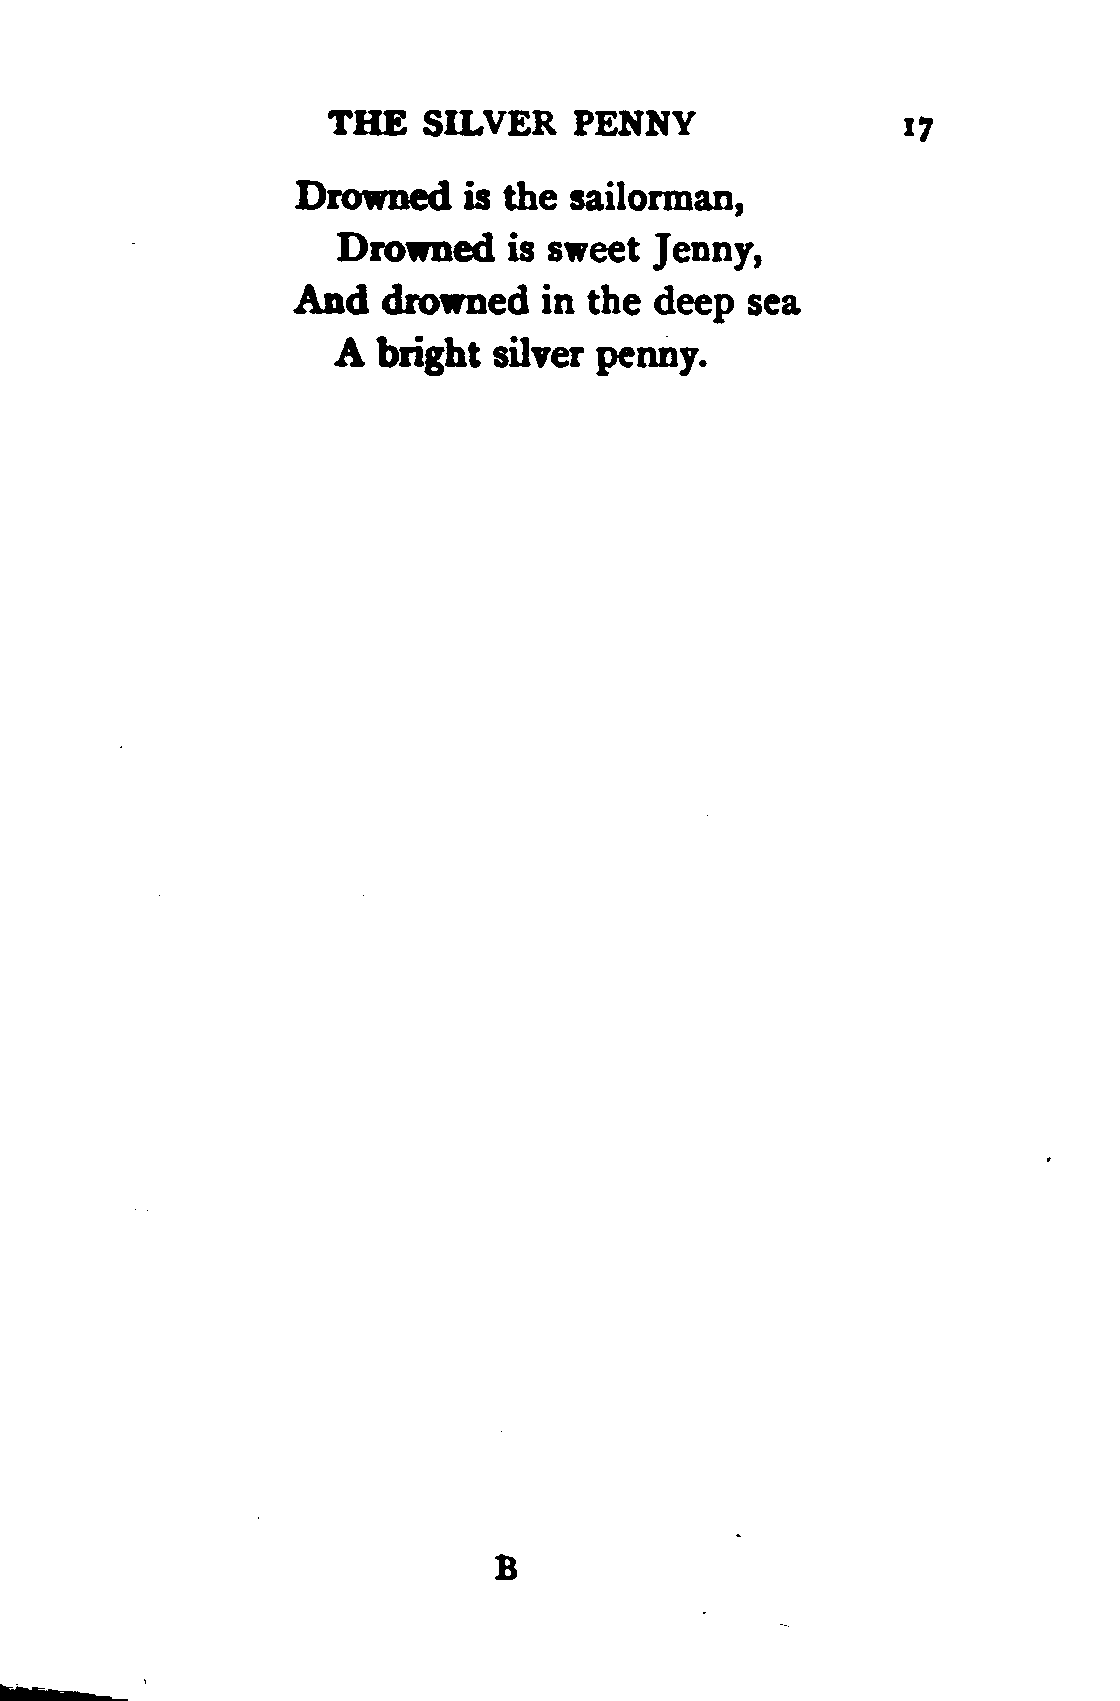 THE SILVER PENNY 17
Drowned is the sailorman,
Drowned is sweet Jenny,
And drowned in the deep sea
A bright silver penny.
B